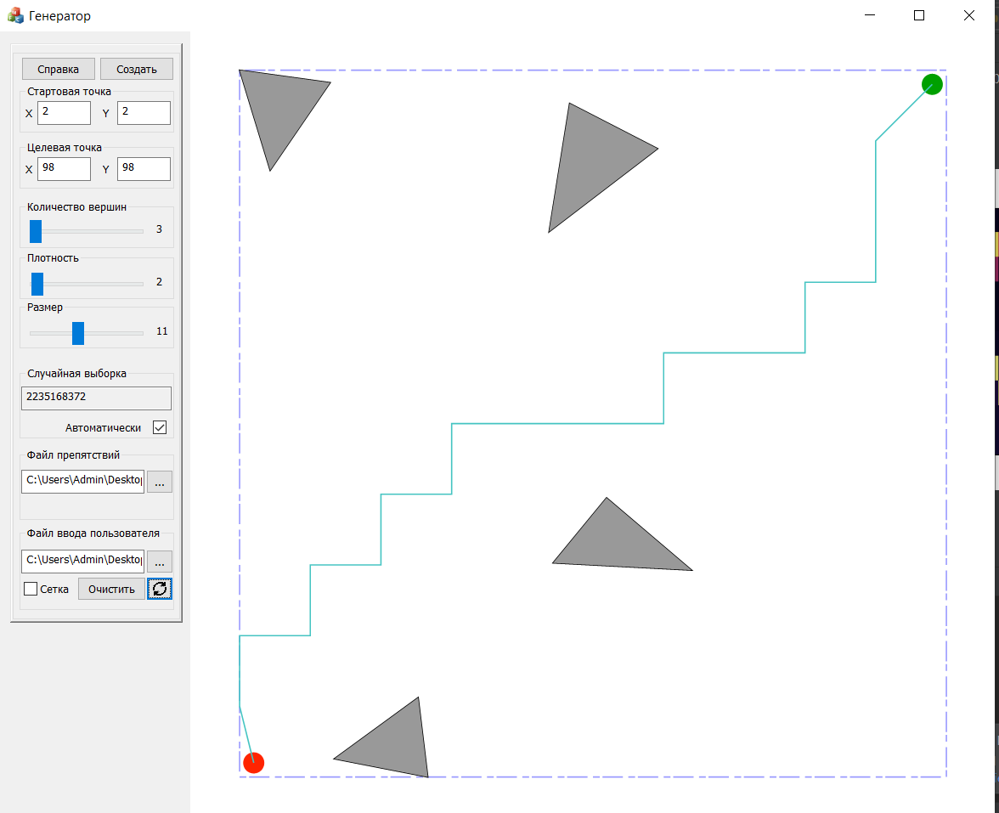 Генератор
Справка Создать
Стартовая точка
X 2 Y 2
Целевая точка
X 98 Y 98
Количество вершин
3
Плотность
2
Размер
11
Случайная выборка
2235168372
Автоматически
Файл препятствий
C:\Users\Admin\Desktop ...
Файл ввода пользователя
C:\Users\Admin\Desktop ...
Сетка Очистить